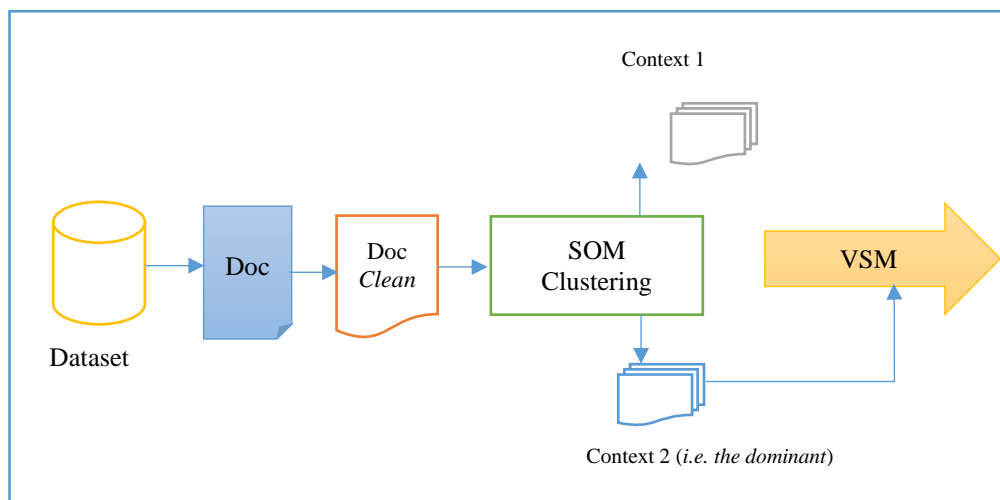 Context 1
Dataset
Doc
Doc
Clean
SOM
Clustering
VSM
Context 2 (i.e. the dominant)